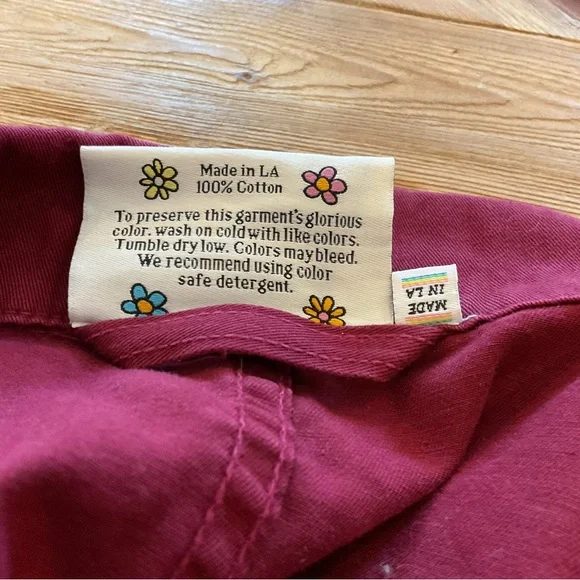 Made in LA
100% Cotton
To preserve this garment's glorious
color. wash on cold with like colors.
Tumble dry low. Colors may bleed.
We recommend using color
safe detergent.
MADE
IN LA